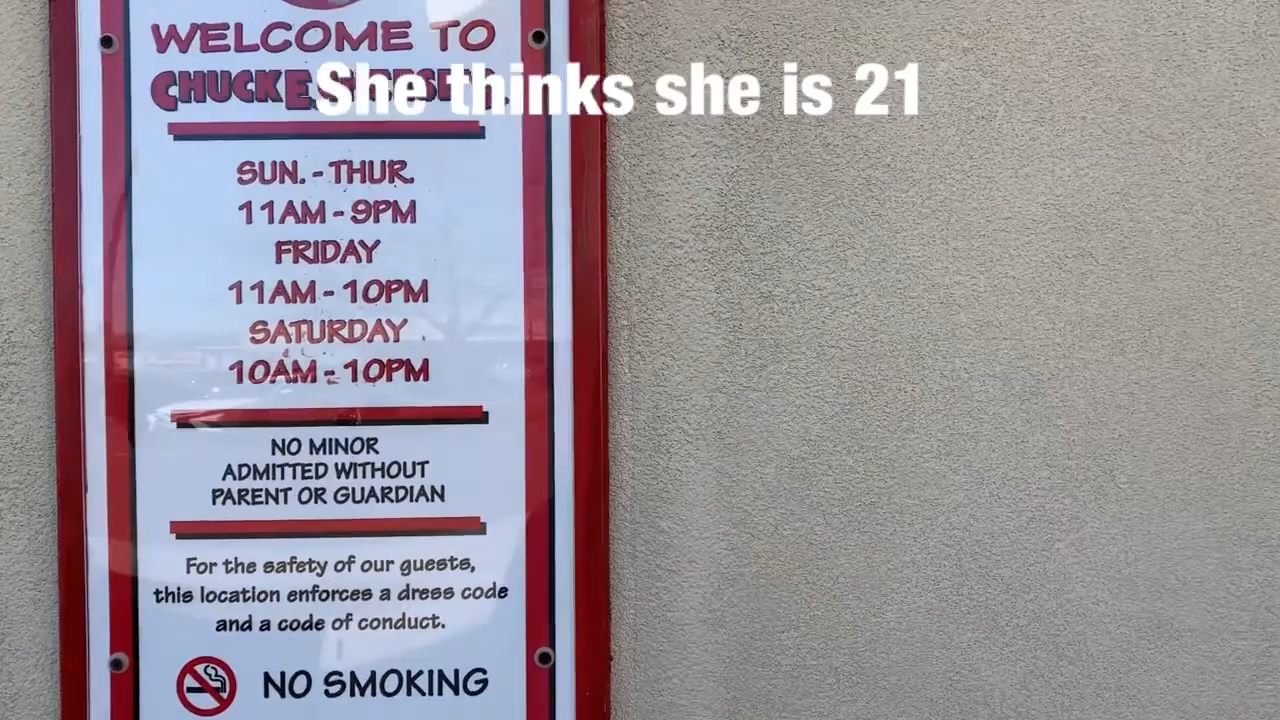 WELCOME TO
CHUCK E.
She thinks she is 21
SUN. - THUR.
11AM - 9PM
FRIDAY
11AM - 10PM
SATURDAY
10AM - 10PM
NO MINOR
ADMITTED WITHOUT
PARENT OR GUARDIAN
For the safety of our guests,
this location enforces a dress code
and a code of conduct.
NO SMOKING